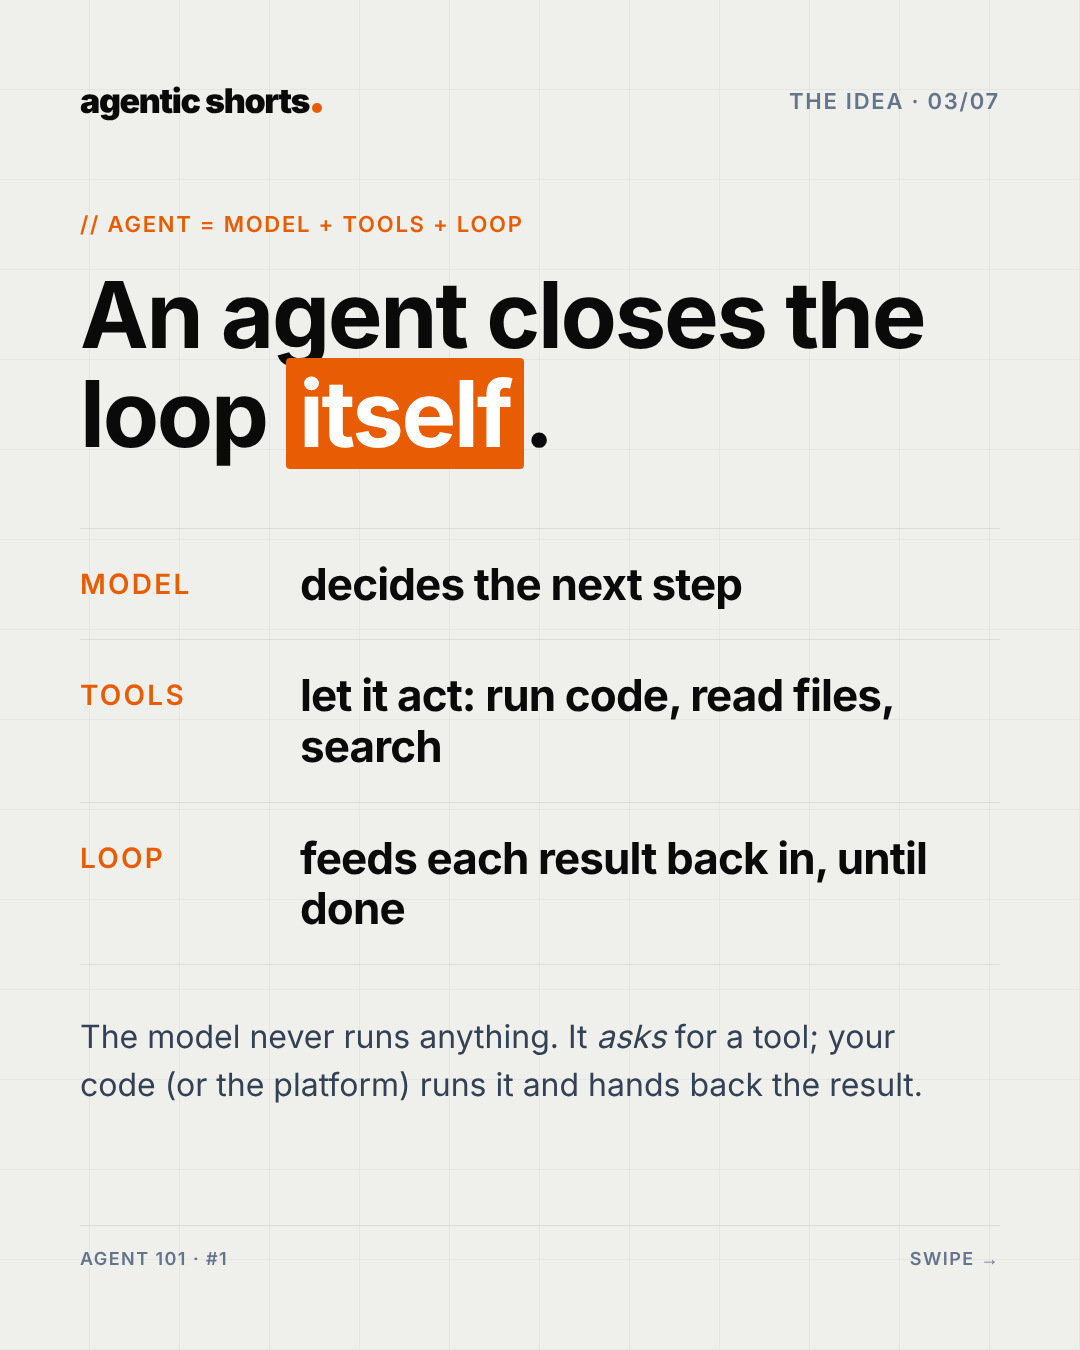 agentic shorts.
THE IDEA · 03/07
// AGENT = MODEL + TOOLS + LOOP
An agent closes the
loop itself.
MODEL
decides the next step
TOOLS
let it act: run code, read files,
search
LOOP
feeds each result back in, until
done
The model never runs anything. It asks for a tool; your
code (or the platform) runs it and hands back the result.
AGENT 101 · #1
SWIPE →